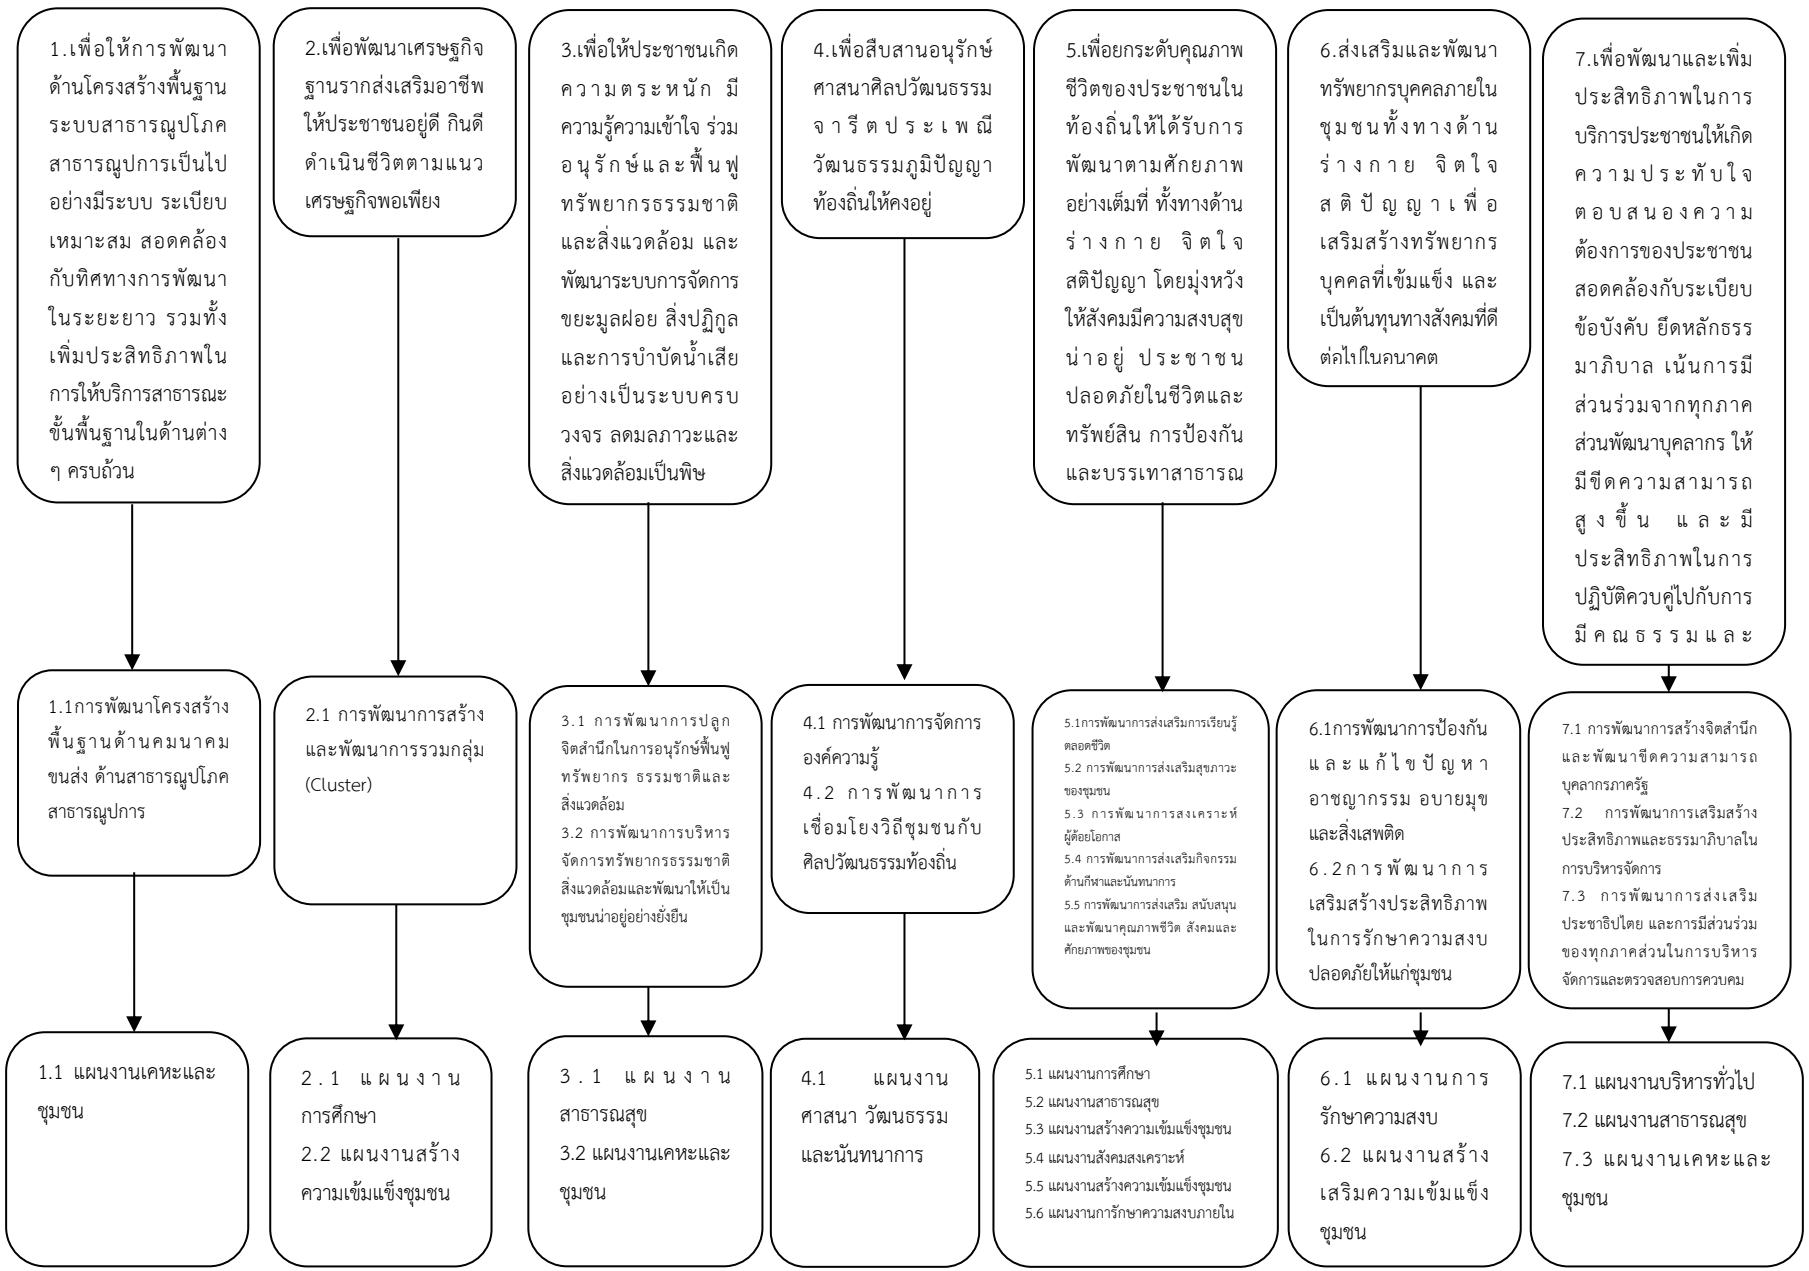 1.เพื่อให้การพัฒนา
ด้านโครงสร้างพื้นฐาน
ระบบสาธารณูปโภค
สาธารณูปการเป็นไป
อย่างมีระบบ ระเบียบ
เหมาะสม สอดคล้อง
กับทิศทางการพัฒนา
ในระยะยาว รวมทั้ง
เพิ่มประสิทธิภาพใน
การให้บริการสาธารณะ
ขั้นพื้นฐานในด้านต่าง
ๆ ครบถ้วน
2.เพื่อพัฒนาเศรษฐกิจ
ฐานรากส่งเสริมอาชีพ
ให้ประชาชนอยู่ดี กินดี
ดำเนินชีวิตตามแนว
เศรษฐกิจพอเพียง
3.เพื่อให้ประชาชนเกิด
ความตระหนัก มี
ความรู้ความเข้าใจ ร่วม
อนุรักษ์และฟื้นฟู
ทรัพยากรธรรมชาติ
และสิ่งแวดล้อม และ
พัฒนาระบบการจัดการ
ขยะมูลฝอย สิ่งปฏิกูล
และการบำบัดน้ำเสีย
อย่างเป็นระบบครบ
วงจร ลดมลภาวะและ
สิ่งแวดล้อมเป็นพิษ
4.เพื่อสืบสานอนุรักษ์
ศาสนาศิลปวัฒนธรรม
จารีตประเพณี
วัฒนธรรมภูมิปัญญา
ท้องถิ่นให้คงอยู่
5.เพื่อยกระดับคุณภาพ
ชีวิตของประชาชนใน
ท้องถิ่นให้ได้รับการ
พัฒนาตามศักยภาพ
อย่างเต็มที่ ทั้งทางด้าน
ร่างกาย จิตใจ
สติปัญญา โดยมุ่งหวัง
ให้สังคมมีความสงบสุข
น่าอยู่ ประชาชน
ปลอดภัยในชีวิตและ
ทรัพย์สิน การป้องกัน
และบรรเทาสาธารณ
6.ส่งเสริมและพัฒนา
ทรัพยากรบุคคลภายใน
ชุมชนทั้งทางด้าน
ร่างกาย จิตใจ
สติปัญญาเพื่อ
เสริมสร้างทรัพยากร
บุคคลที่เข้มแข็ง และ
เป็นต้นทุนทางสังคมที่ดี
ต่อไปในอนาคต
7.เพื่อพัฒนาและเพิ่ม
ประสิทธิภาพในการ
บริการประชาชนให้เกิด
ความประทับใจ
ตอบสนองความ
ต้องการของประชาชน
สอดคล้องกับระเบียบ
ข้อบังคับ ยึดหลักธรร
มาภิบาล เน้นการมี
ส่วนร่วมจากทุกภาค
ส่วนพัฒนาบุคลากร ให้
มีขีดความสามารถ
สูงขึ้น และมี
ประสิทธิภาพในการ
ปฏิบัติควบคู่ไปกับการ
มีคุณธรรมและ
1.1การพัฒนาโครงสร้าง
พื้นฐานด้านคมนาคม
ขนส่ง ด้านสาธารณูปโภค
สาธารณูปการ
2.1 การพัฒนาการสร้าง
และพัฒนาการรวมกลุ่ม
(Cluster)
3.1 การพัฒนาการปลูก
จิตสำนึกในการอนุรักษ์ฟื้นฟู
ทรัพยากร ธรรมชาติและ
สิ่งแวดล้อม
3.2 การพัฒนาการบริหาร
จัดการทรัพยากรธรรมชาติ
สิ่งแวดล้อมและพัฒนาให้เป็น
ชุมชนน่าอยู่อย่างยั่งยืน
4.1 การพัฒนาการจัดการ
องค์ความรู้
4.2 การพัฒนาการ
เชื่อมโยงวิถีชุมชนกับ
ศิลปวัฒนธรรมท้องถิ่น
5.1การพัฒนาการส่งเสริมการเรียนรู้
ตลอดชีวิต
5.2 การพัฒนาการส่งเสริมสุขภาวะ
ของชุมชน
5.3 การพัฒนาการสงเคราะห์
ผู้ด้อยโอกาส
5.4 การพัฒนาการส่งเสริมกิจกรรม
ด้านกีฬาและนันทนาการ
5.5 การพัฒนาการส่งเสริม สนับสนุน
และพัฒนาคุณภาพชีวิต สังคมและ
ศักยภาพของชุมชน
6.1การพัฒนาการป้องกัน
และแก้ไขปัญหา
อาชญากรรม อบายมุข
และสิ่งเสพติด
6.2การพัฒนาการ
เสริมสร้างประสิทธิภาพ
ในการรักษาความสงบ
ปลอดภัยให้แก่ชุมชน
7.1 การพัฒนาการสร้างจิตสำนึก
และพัฒนาขีดความสามารถ
บุคลากรภาครัฐ
7.2 การพัฒนาการเสริมสร้าง
ประสิทธิภาพและธรรมาภิบาลใน
การบริหารจัดการ
7.3 การพัฒนาการส่งเสริม
ประชาธิปไตย และการมีส่วนร่วม
ของทุกภาคส่วนในการบริหาร
จัดการและตรวจสอบการควบคุม
1.1 แผนงานเคหะและ
ชุมชน
2.1 แผนงาน
การศึกษา
2.2 แผนงานสร้าง
ความเข้มแข็งชุมชน
3.1 แผนงาน
สาธารณสุข
3.2 แผนงานเคหะและ
ชุมชน
4.1 แผนงาน
ศาสนา วัฒนธรรม
และนันทนาการ
5.1 แผนงานการศึกษา
5.2 แผนงานสาธารณสุข
5.3 แผนงานสร้างความเข้มแข็งชุมชน
5.4 แผนงานสังคมสงเคราะห์
5.5 แผนงานสร้างความเข้มแข็งชุมชน
5.6 แผนงานการักษาความสงบภายใน
6.1 แผนงานการ
รักษาความสงบ
6.2 แผนงานสร้าง
เสริมความเข้มแข็ง
ชุมชน
7.1 แผนงานบริหารทั่วไป
7.2 แผนงานสาธารณสุข
7.3 แผนงานเคหะและ
ชุมชน